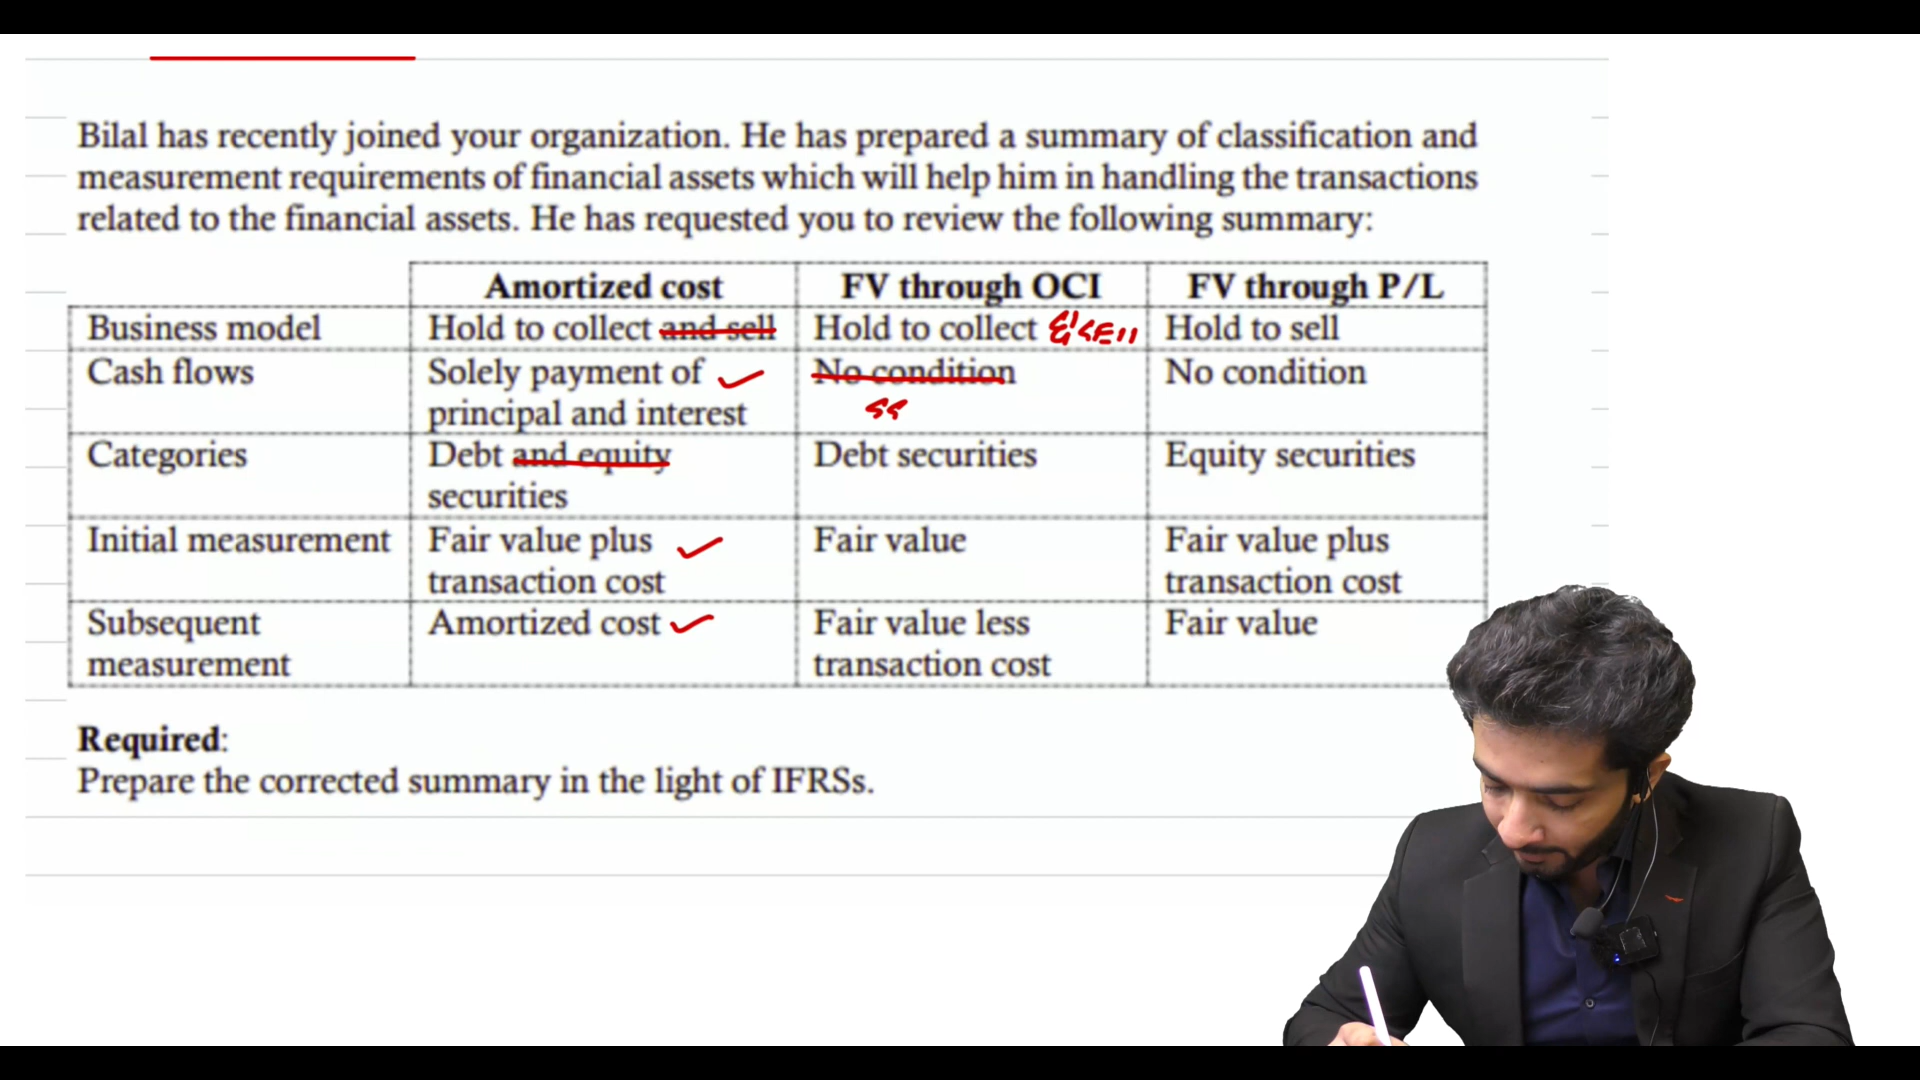 Bilal has recently joined your organization. He has prepared a summary of classification and
measurement requirements of financial assets which will help him in handling the transactions
related to the financial assets. He has requested you to review the following summary:
Amortized cost FV through OCI FV through P/L
Business model Hold to collect and sell Hold to collect & sell Hold to sell
Cash flows Solely payment of No condition No condition
principal and interest
Categories Debt and equity Debt securities Equity securities
securities
Initial measurement Fair value plus Fair value Fair value plus
transaction cost transaction cost
Subsequent Amortized cost Fair value less Fair value
measurement transaction cost
Required:
Prepare the corrected summary in the light of IFRSs.